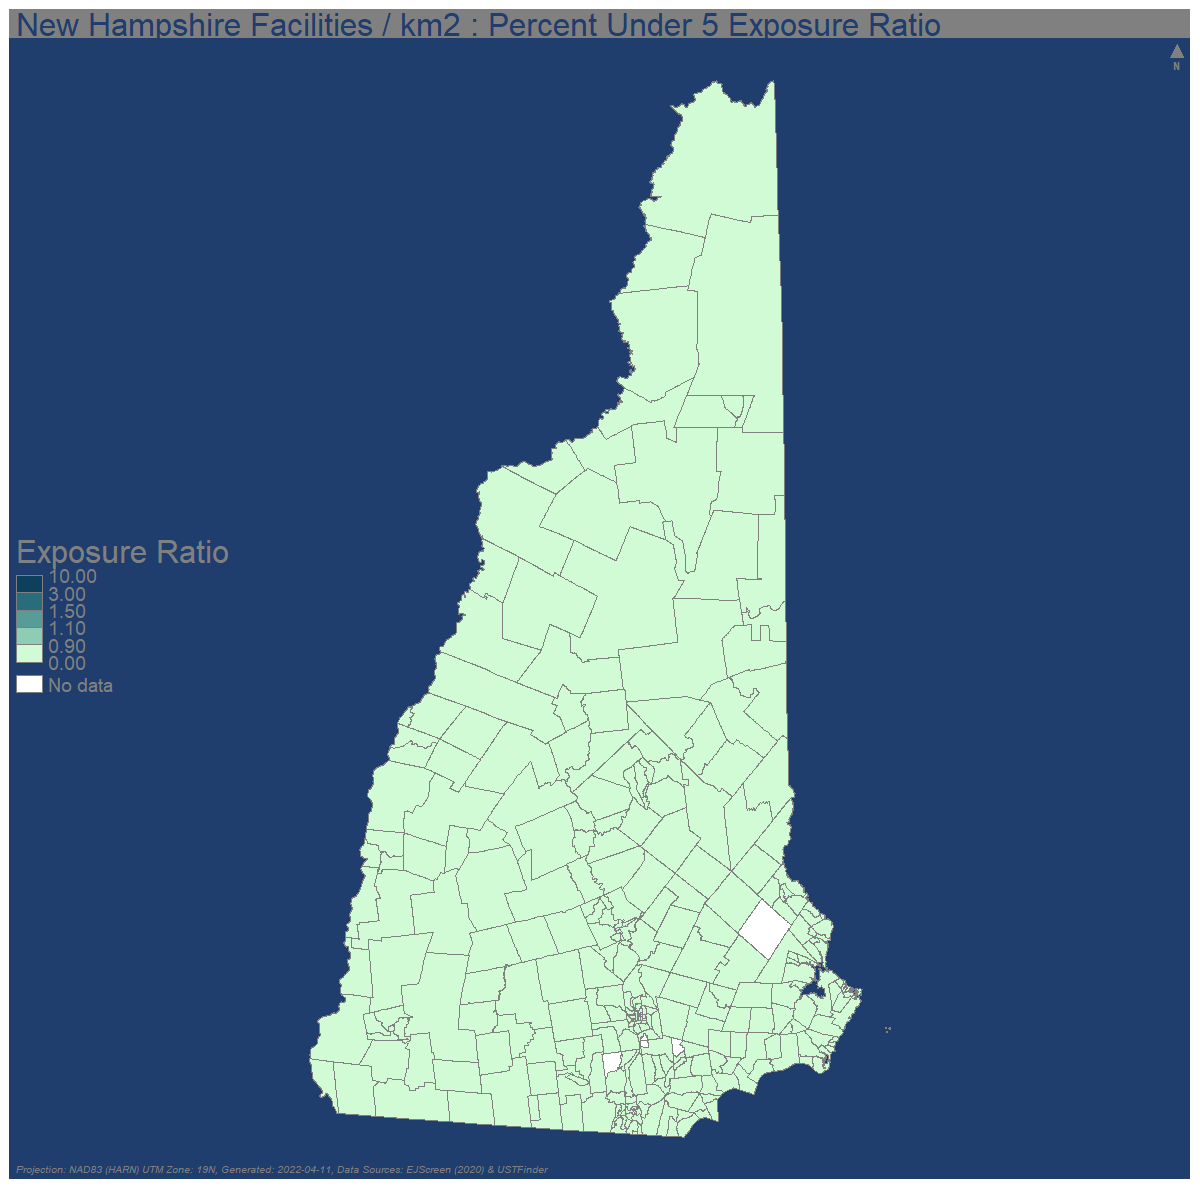 New Hampshire Facilities / km2 : Percent Under 5 Exposure Ratio
N
Exposure Ratio
10.00
3.00
1.50
1.10
0.90
0.00
No data
Projection: NAD83 (HARN) UTM Zone: 19N, Generated: 2022-04-11, Data Sources: EJScreen (2020) & USTFinder